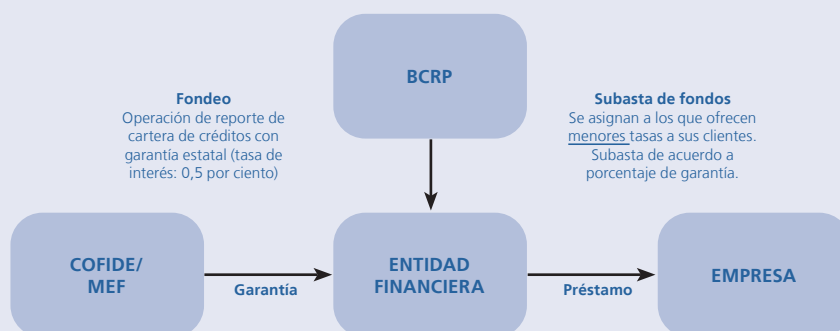 BCRP
Fondeo
Operación de reporte de
cartera de créditos con
garantía estatal (tasa de
interés: 0,5 por ciento)
Subasta de fondos
Se asignan a los que ofrecen
menores tasas a sus clientes.
Subasta de acuerdo a
porcentaje de garantía.
COFIDE/
MEF
Garantía
ENTIDAD
FINANCIERA
Préstamo
EMPRESA